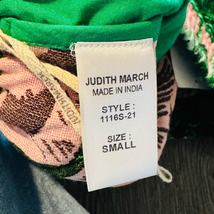 JUDITH MARCH
MADE IN INDIA
STYLE :
1116S-21
SIZE :
SMALL